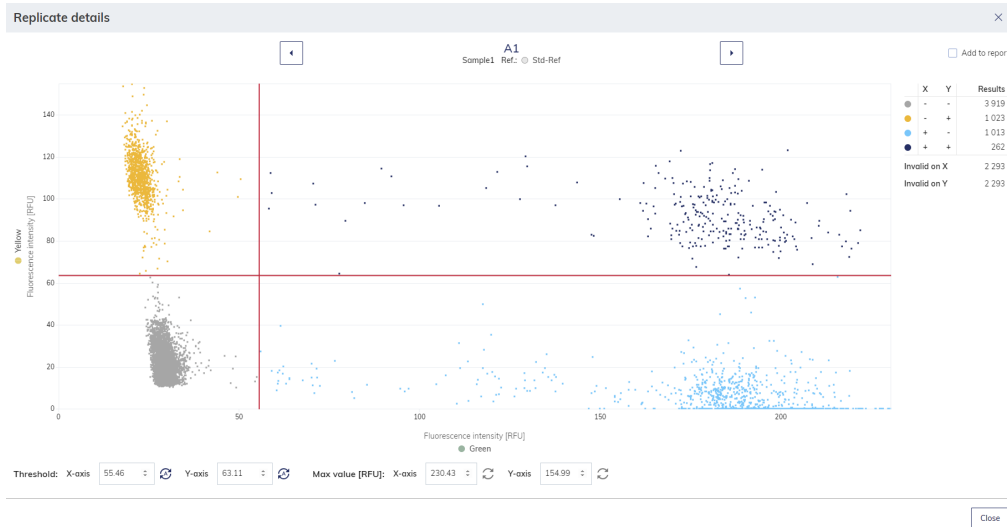 Replicate details
A1
Sample1 Ref.: Std-Ref
Add to repor
X Y Results
- - 3 919
- + 1 023
+ - 1 013
+ + 262
Invalid on X 2 293
Invalid on Y 2 293
140
120
100
80
60
40
20
0
Yellow
Fluorescence intensity [RFU]
0 50 100 150 200
Fluorescence intensity [RFU]
Green
Threshold: X-axis 55.46 Y-axis 63.11 Max value [RFU]: X-axis 230.43 Y-axis 154.99
Close